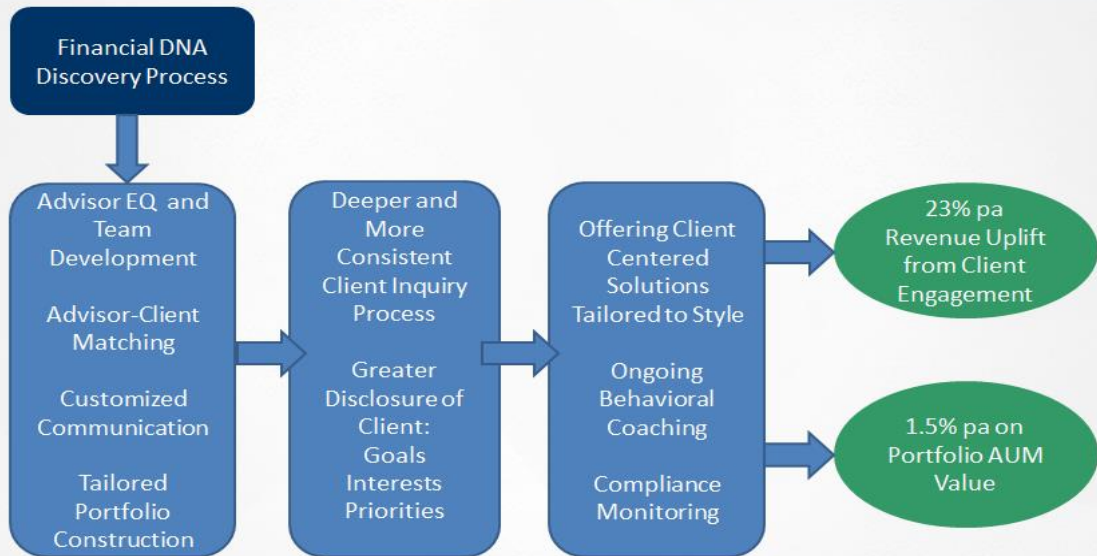 Financial DNA
Discovery Process
Advisor EQ and
Team
Development
Advisor-Client
Matching
Customized
Communication
Tailored
Portfolio
Construction
Deeper and
More
Consistent
Client Inquiry
Process
Greater
Disclosure of
Client:
Goals
Interests
Priorities
Offering Client
Centered
Solutions
Tailored to Style
Ongoing
Behavioral
Coaching
Compliance
Monitoring
23% pa
Revenue Uplift
from Client
Engagement
1.5% pa on
Portfolio AUM
Value